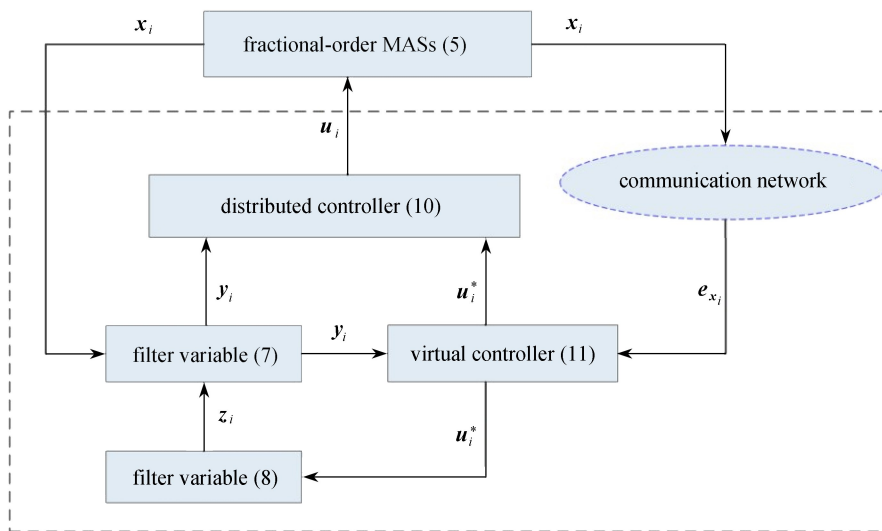 x_i
fractional-order MASs (5)
x_i
u_i
communication network
distributed controller (10)
y_i
u_i^*
e_{x_i}
y_i
filter variable (7)
virtual controller (11)
z_i
u_i^*
filter variable (8)